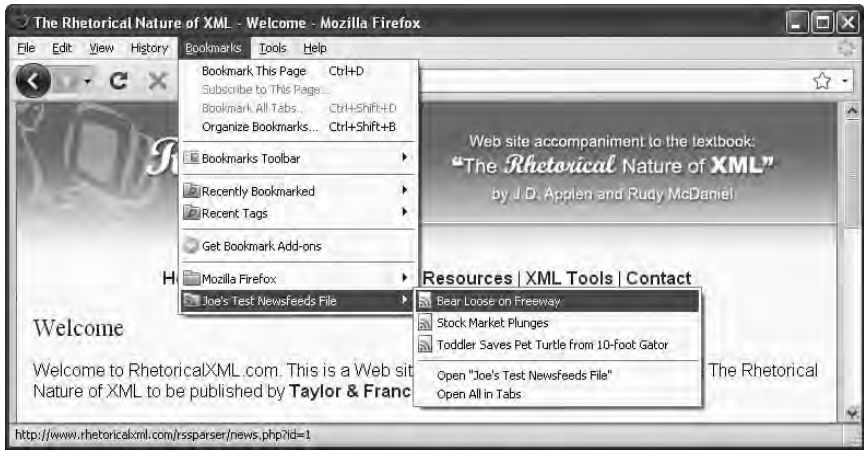 The Rhetorical Nature of XML - Welcome - Mozilla Firefox
File Edit View History Bookmarks Tools Help
Bookmark This Page Ctrl+D
Subscribe to This Page...
Bookmark All Tabs... Ctrl+Shift+D
Organize Bookmarks... Ctrl+Shift+B
Bookmarks Toolbar
Recently Bookmarked
Recent Tags
Get Bookmark Add-ons
Mozilla Firefox
Joe's Test Newsfeeds File
Bear Loose on Freeway
Stock Market Plunges
Toddler Saves Pet Turtle from 10-foot Gator
Open "Joe's Test Newsfeeds File"
Open All in Tabs
Web site accompaniment to the textbook:
"The Rhetorical Nature of XML"
by J.D. Applen and Rudy McDaniel
Resources | XML Tools | Contact
Welcome
Welcome to RhetoricalXML.com. This is a Web sit The Rhetorical
Nature of XML to be published by Taylor & Franc
http://www.rhetoricalxml.com/rssparser/news.php?id=1